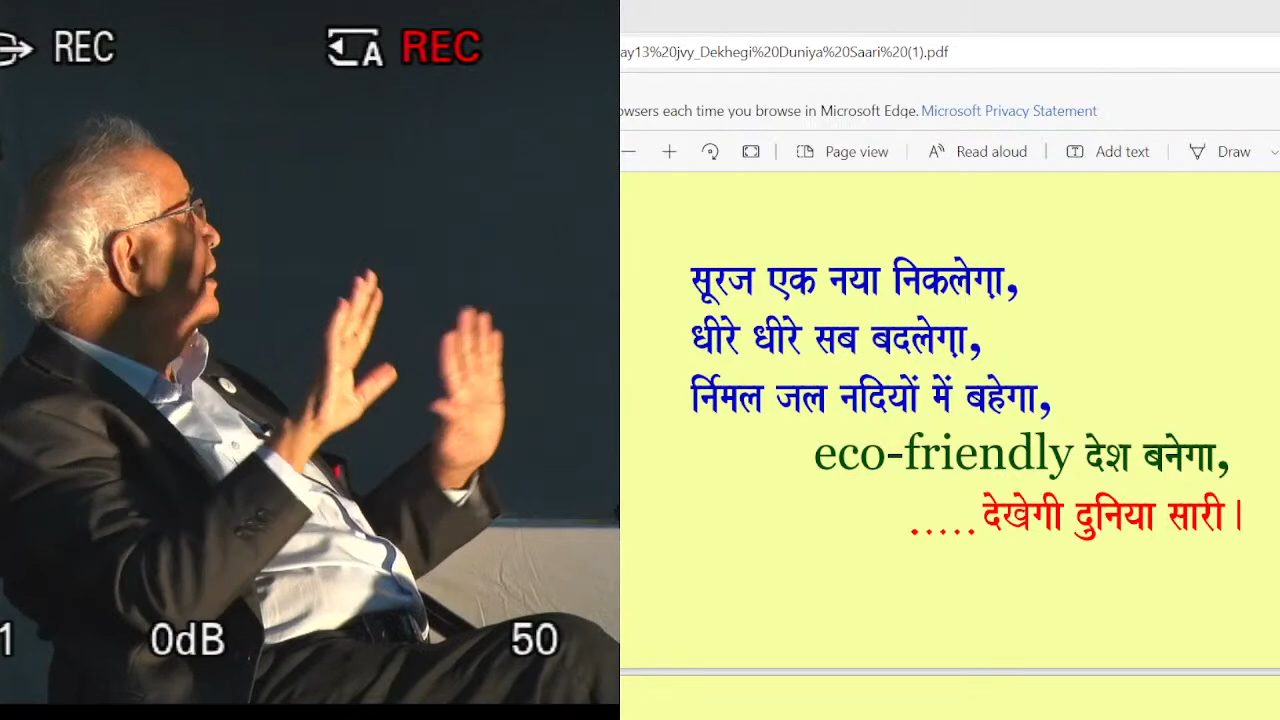 REC
REC
A
1
0dB
50
ay13%20jvy_Dekhegi%20Duniya%20Saari%20(1).pdf
owsers each time you browse in Microsoft Edge. Microsoft Privacy Statement
Page view
Read aloud
Add text
Draw
सूरज एक नया निकलेगा़,
धीरे धीरे सब बदलेगा़,
र्निमल जल नदियों में बहेगा,
eco-friendly देश बनेगा,
.....देखेगी दुनिया सारी।